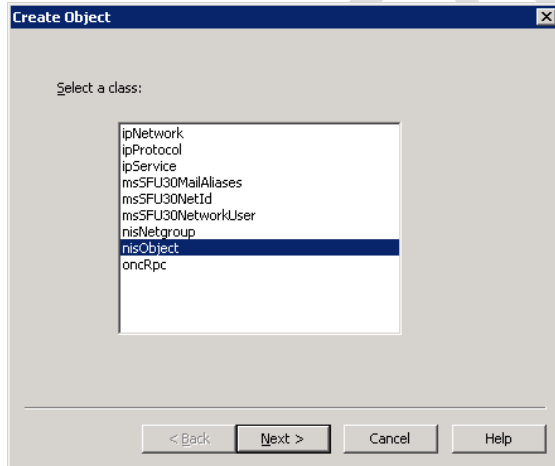 Create Object
Select a class:
ipNetwork
ipProtocol
ipService
msSFU30MailAliases
msSFU30NetId
msSFU30NetworkUser
nisNetgroup
nisObject
oncRpc
< Back Next > Cancel Help